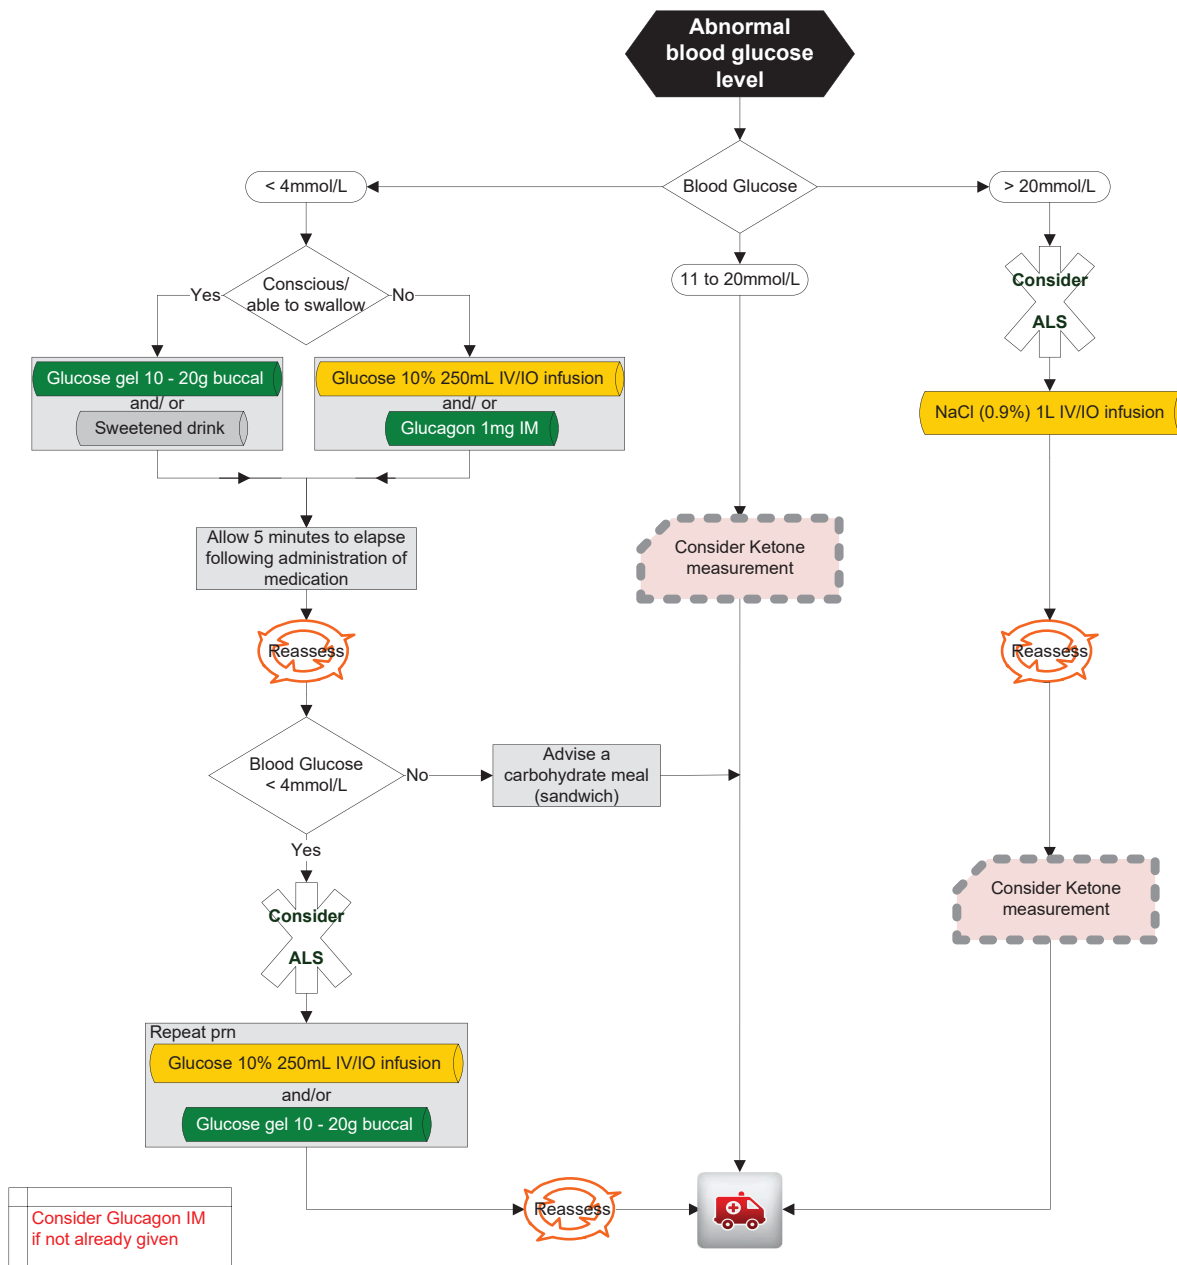 Abnormal
blood glucose
level
Blood Glucose
< 4mmol/L
> 20mmol/L
11 to 20mmol/L
Conscious/
able to swallow
Yes
No
Consider
ALS
Glucose gel 10 - 20g buccal
and/ or
Sweetened drink
Glucose 10% 250mL IV/IO infusion
and/ or
Glucagon 1mg IM
NaCl (0.9%) 1L IV/IO infusion
Allow 5 minutes to elapse
following administration of
medication
Consider Ketone
measurement
Reassess
Reassess
Blood Glucose
< 4mmol/L
No
Advise a
carbohydrate meal
(sandwich)
Yes
Consider Ketone
measurement
Consider
ALS
Repeat prn
Glucose 10% 250mL IV/IO infusion
and/or
Glucose gel 10 - 20g buccal
Reassess
Consider Glucagon IM
if not already given